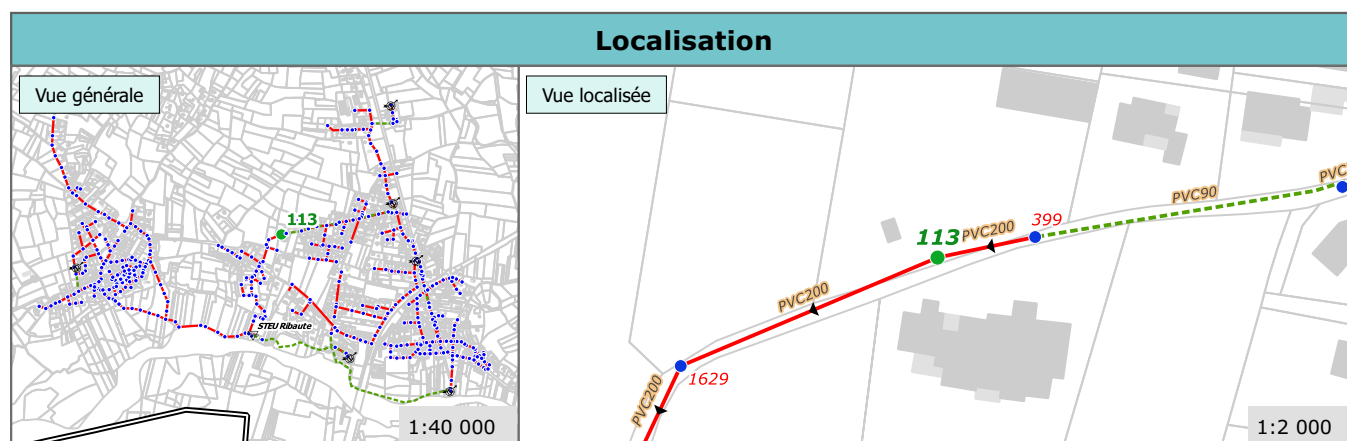 Localisation
Vue générale
113
STEU Ribaute
1:40 000
Vue localisée
PVC
PVC90
399
PVC200
113
PVC200
1629
PVC200
1:2 000